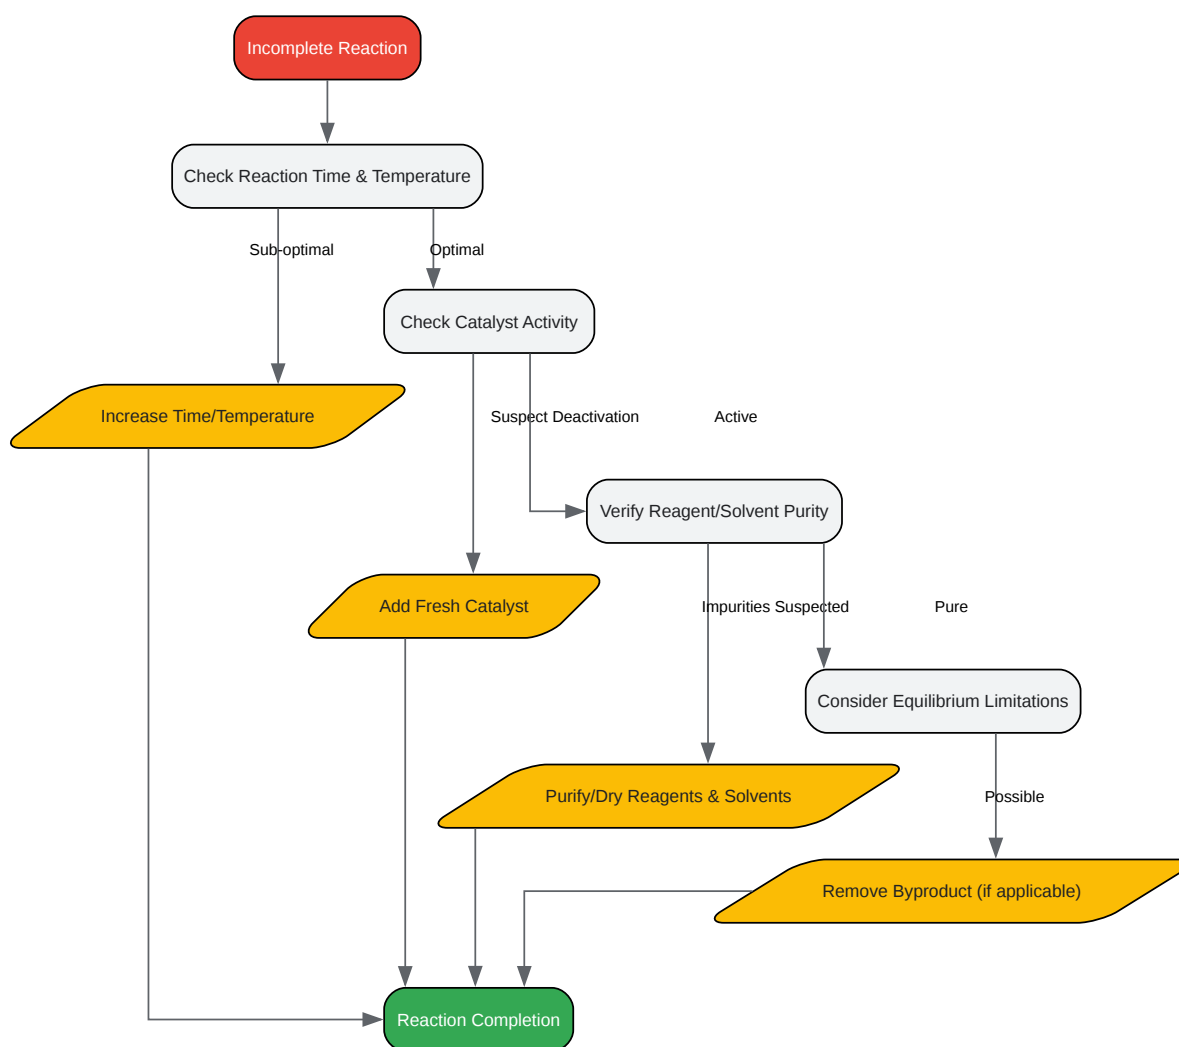 Incomplete Reaction
Check Reaction Time & Temperature
Sub-optimal
Optimal
Check Catalyst Activity
Increase Time/Temperature
Suspect Deactivation
Active
Verify Reagent/Solvent Purity
Add Fresh Catalyst
Impurities Suspected
Pure
Consider Equilibrium Limitations
Purify/Dry Reagents & Solvents
Possible
Remove Byproduct (if applicable)
Reaction Completion